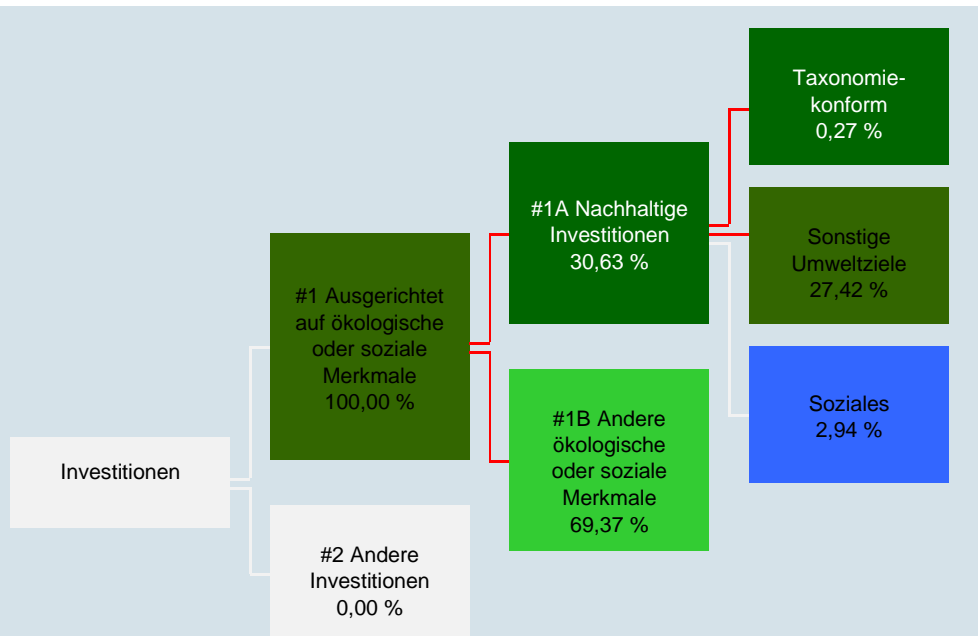 Investitionen
#1 Ausgerichtet
auf ökologische
oder soziale
Merkmale
100,00 %
#2 Andere
Investitionen
0,00 %
#1A Nachhaltige
Investitionen
30,63 %
#1B Andere
ökologische
oder soziale
Merkmale
69,37 %
Taxonomie-
konform
0,27 %
Sonstige
Umweltziele
27,42 %
Soziales
2,94 %